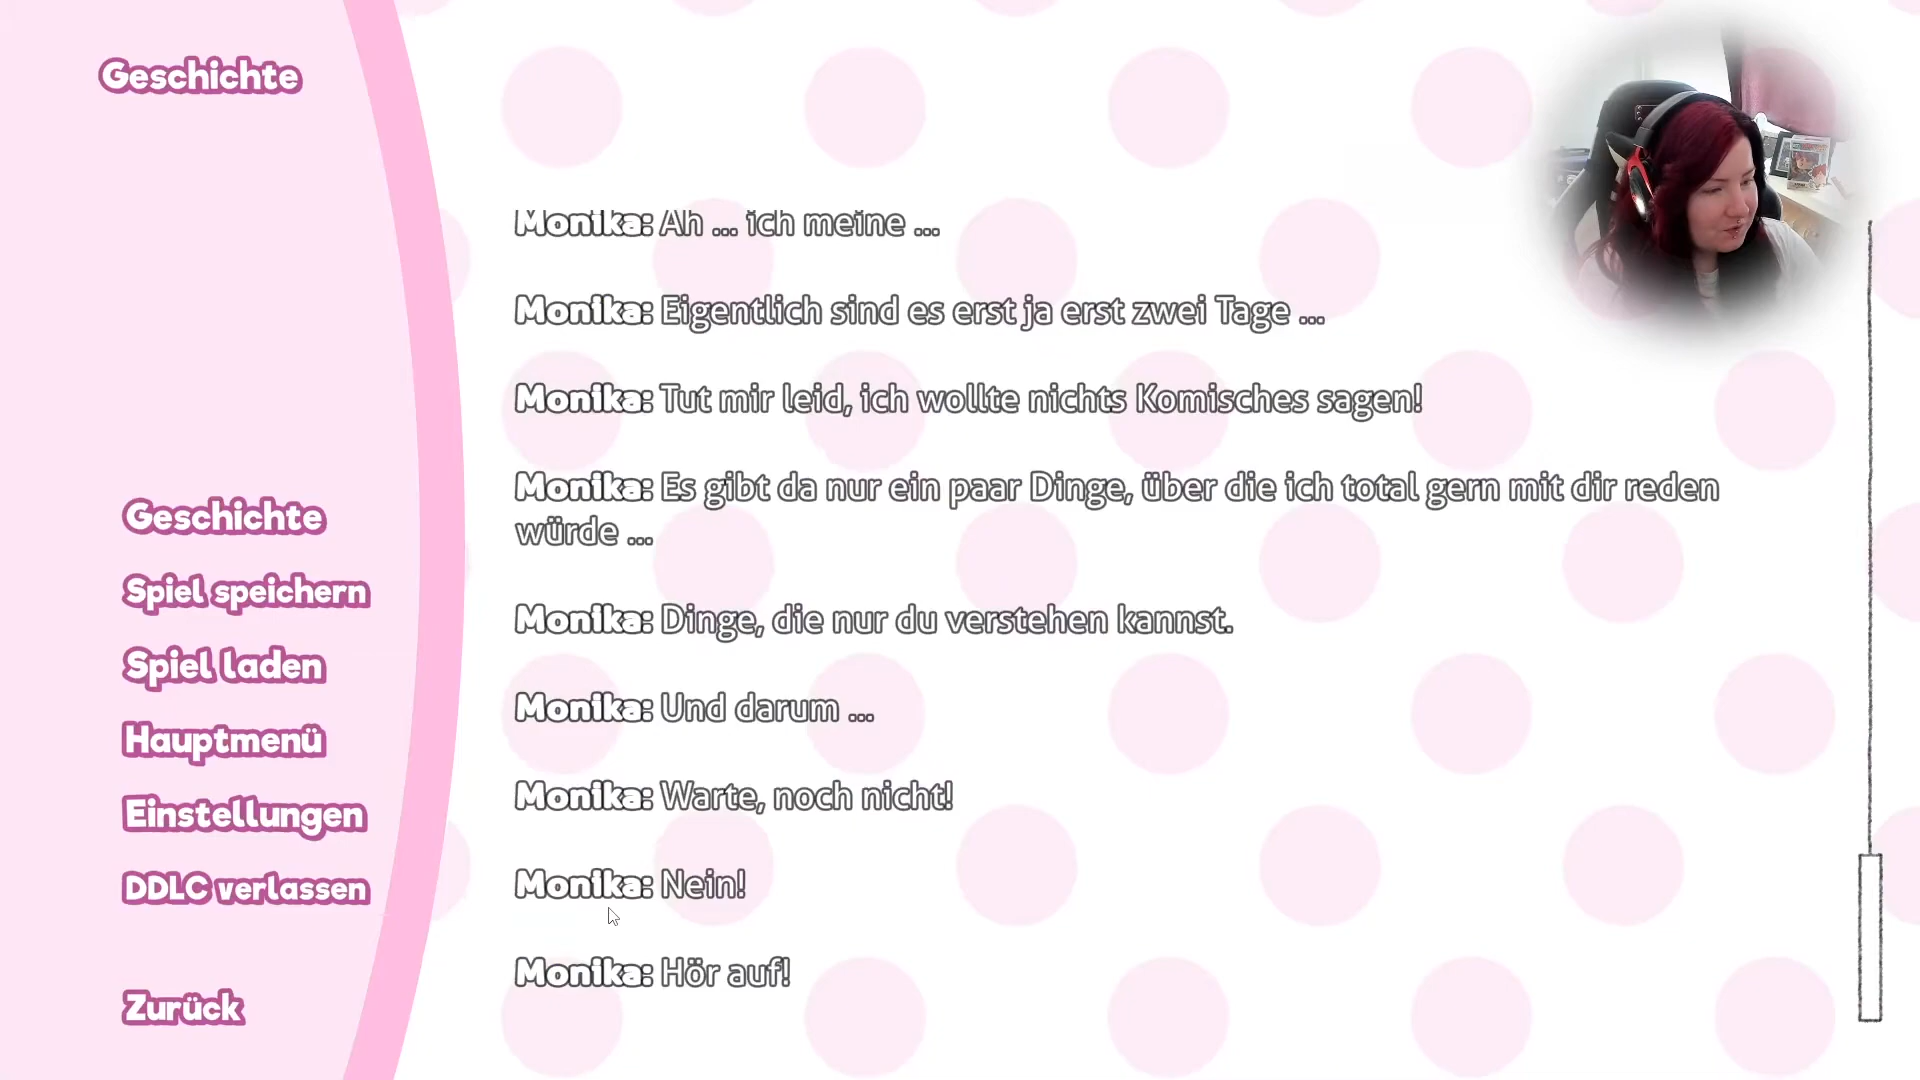 Geschichte
Monika: Ah ... ich meine ...
Monika: Eigentlich sind es erst ja erst zwei Tage ...
Monika: Tut mir leid, ich wollte nichts Komisches sagen!
Monika: Es gibt da nur ein paar Dinge, über die ich total gern mit dir reden
würde ...
Monika: Dinge, die nur du verstehen kannst.
Monika: Und darum ...
Monika: Warte, noch nicht!
Monika: Nein!
Monika: Hör auf!
Geschichte
Spiel speichern
Spiel laden
Hauptmenü
Einstellungen
DDLC verlassen
Zurück